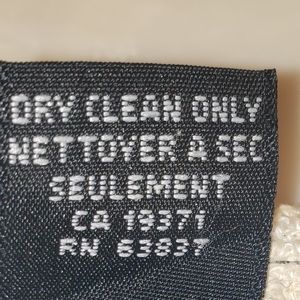 DRY CLEAN ONLY
NETTOYER A SEC
SEULEMENT
CA 19371
RN 63837